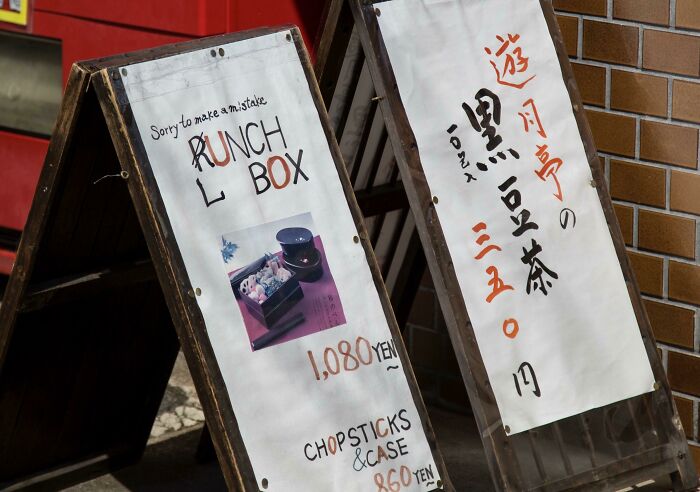 Sorry to make a mistake
RUNCH
L BOX
1,080YEN
CHOPSTICKS
&CASE
860YEN
遊月亭の
黒豆茶
三五〇円